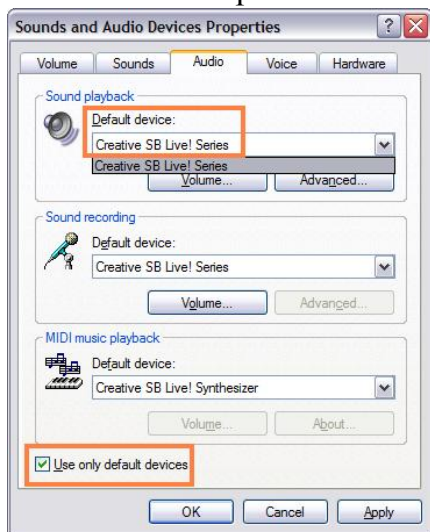 Sounds and Audio Devices Properties
Volume Sounds Audio Voice Hardware
Sound playback
Default device:
Creative SB Live! Series
Creative SB Live! Series
Volume... Advanced...
Sound recording
Default device:
Creative SB Live! Series
Volume... Advanced...
MIDI music playback
Default device:
Creative SB Live! Synthesizer
Volume... About...
Use only default devices
OK Cancel Apply